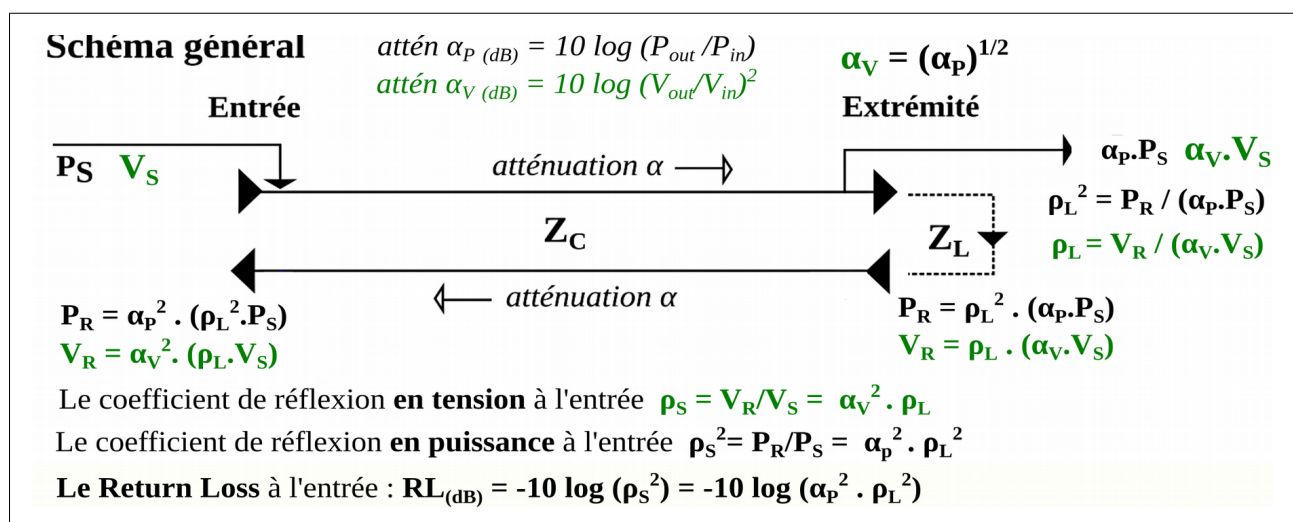 Schéma général
attén αP (dB) = 10 log (Pout /Pin)
αV = (αP)1/2
attén αV (dB) = 10 log (Vout/Vin)2
Entrée
Extrémité
PS VS
atténuation α
αP.PS αV.VS
ρL2 = PR / (αP.PS)
ZC
ZL
ρL = VR / (αV.VS)
atténuation α
PR = αP2 . (ρL2.PS)
PR = ρL2 . (αP.PS)
VR = αV2. (ρL.VS)
VR = ρL . (αV.VS)
Le coefficient de réflexion en tension à l'entrée ρS = VR/VS = αV2 . ρL
Le coefficient de réflexion en puissance à l'entrée ρS2= PR/PS = αp2 . ρL2
Le Return Loss à l'entrée : RL(dB) = -10 log (ρS2) = -10 log (αP2 . ρL2)